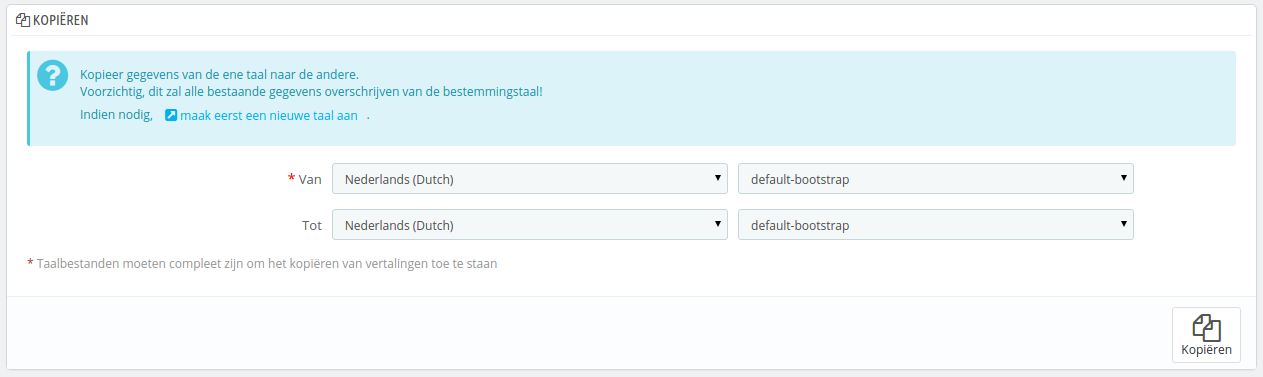 KOPIËREN
Kopieer gegevens van de ene taal naar de andere.
Voorzichtig, dit zal alle bestaande gegevens overschrijven van de bestemmingstaal!
Indien nodig, maak eerst een nieuwe taal aan .
* Van Nederlands (Dutch) default-bootstrap
Tot Nederlands (Dutch) default-bootstrap
* Taalbestanden moeten compleet zijn om het kopiëren van vertalingen toe te staan
Kopiëren